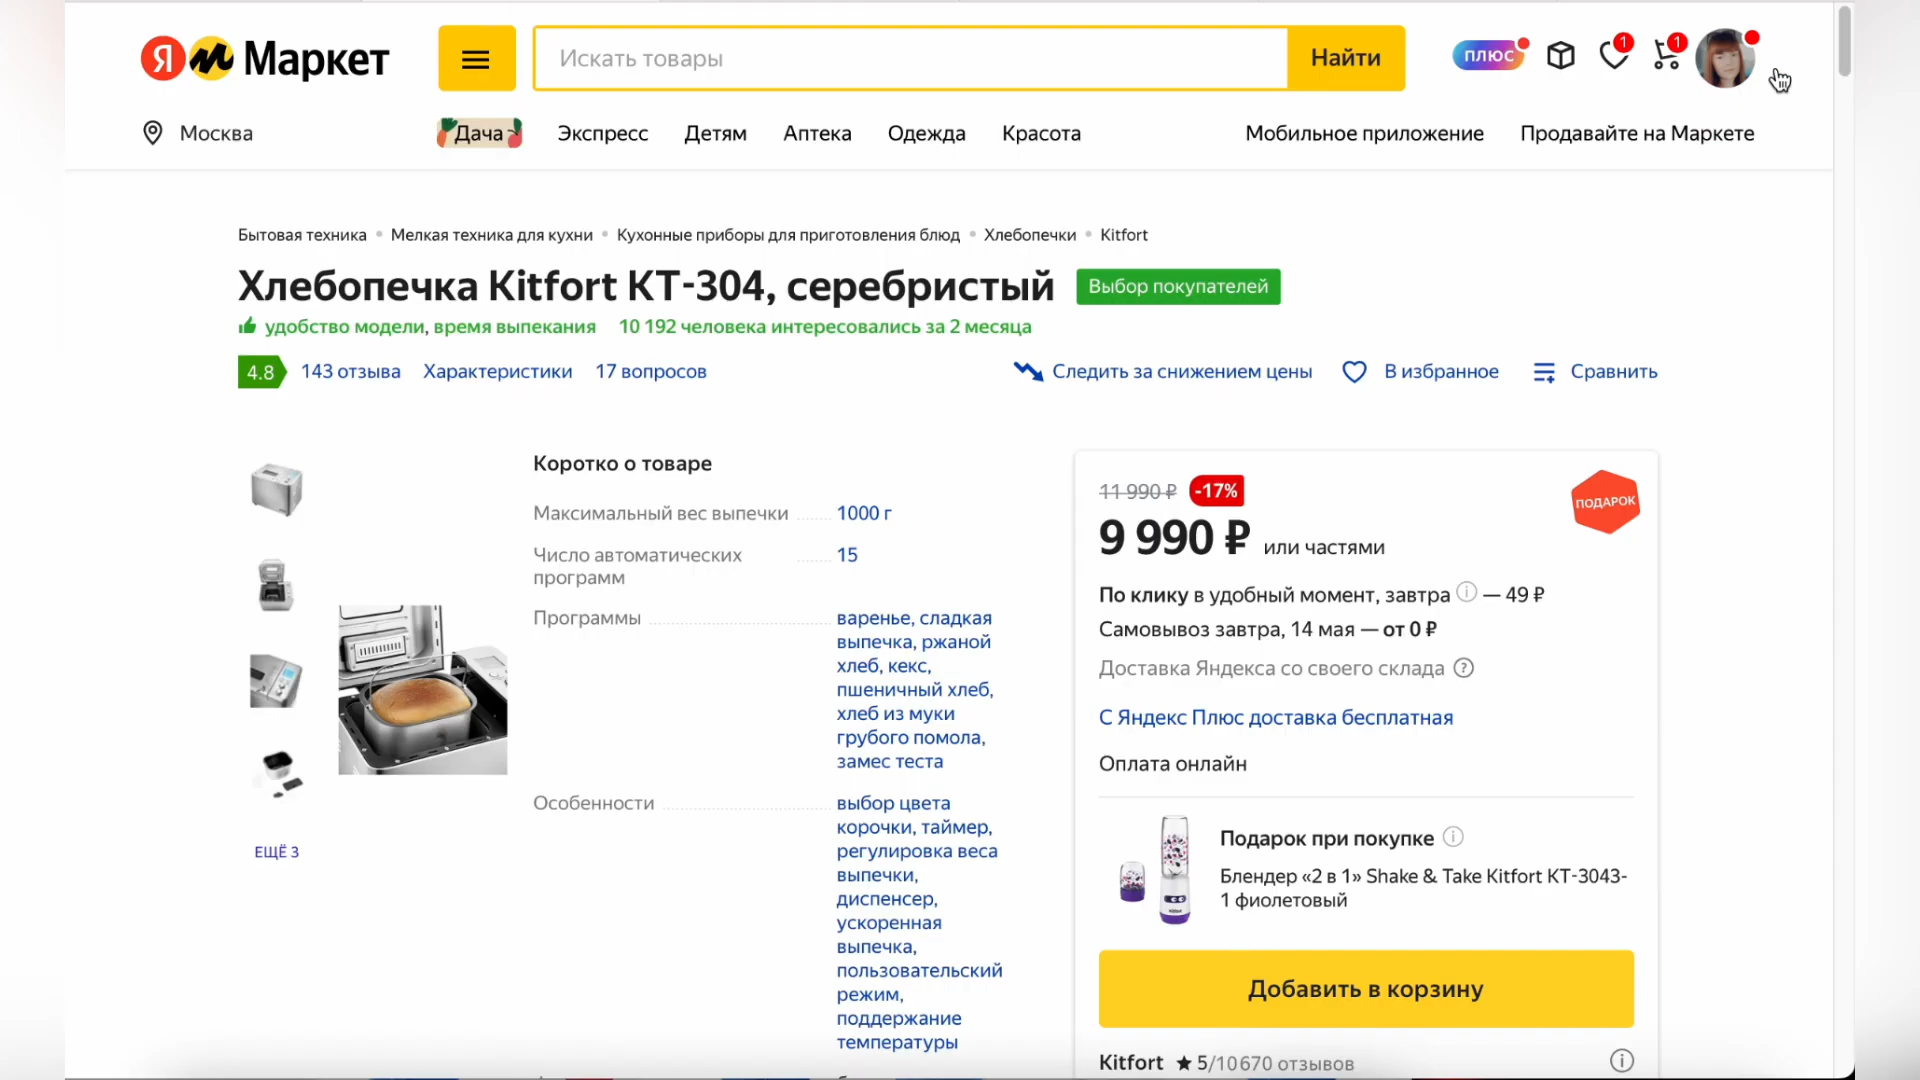 Я Маркет
Искать товары
Найти
плюс
1
1
Москва
Дача
Экспресс
Детям
Аптека
Одежда
Красота
Мобильное приложение
Продавайте на Маркете
Бытовая техника • Мелкая техника для кухни • Кухонные приборы для приготовления блюд • Хлебопечки • Kitfort
Хлебопечка Kitfort KT-304, серебристый
Выбор покупателей
удобство модели, время выпекания 10 192 человека интересовались за 2 месяца
4.8 143 отзыва Характеристики 17 вопросов
Следить за снижением цены
В избранное
Сравнить
ЕЩЁ 3
Коротко о товаре
Максимальный вес выпечки 1000 г
Число автоматических 15
программ
Программы варенье, сладкая
выпечка, ржаной
хлеб, кекс,
пшеничный хлеб,
хлеб из муки
грубого помола,
замес теста
Особенности выбор цвета
корочки, таймер,
регулировка веса
выпечки,
диспенсер,
ускоренная
выпечка,
пользовательский
режим,
поддержание
температуры
11 990 ₽ -17%
ПОДАРОК
9 990 ₽ или частями
По клику в удобный момент, завтра — 49 ₽
Самовывоз завтра, 14 мая — от 0 ₽
Доставка Яндекса со своего склада
С Яндекс Плюс доставка бесплатная
Оплата онлайн
Подарок при покупке
Блендер «2 в 1» Shake & Take Kitfort KT-3043-
1 фиолетовый
Добавить в корзину
Kitfort ★ 5/10 670 отзывов